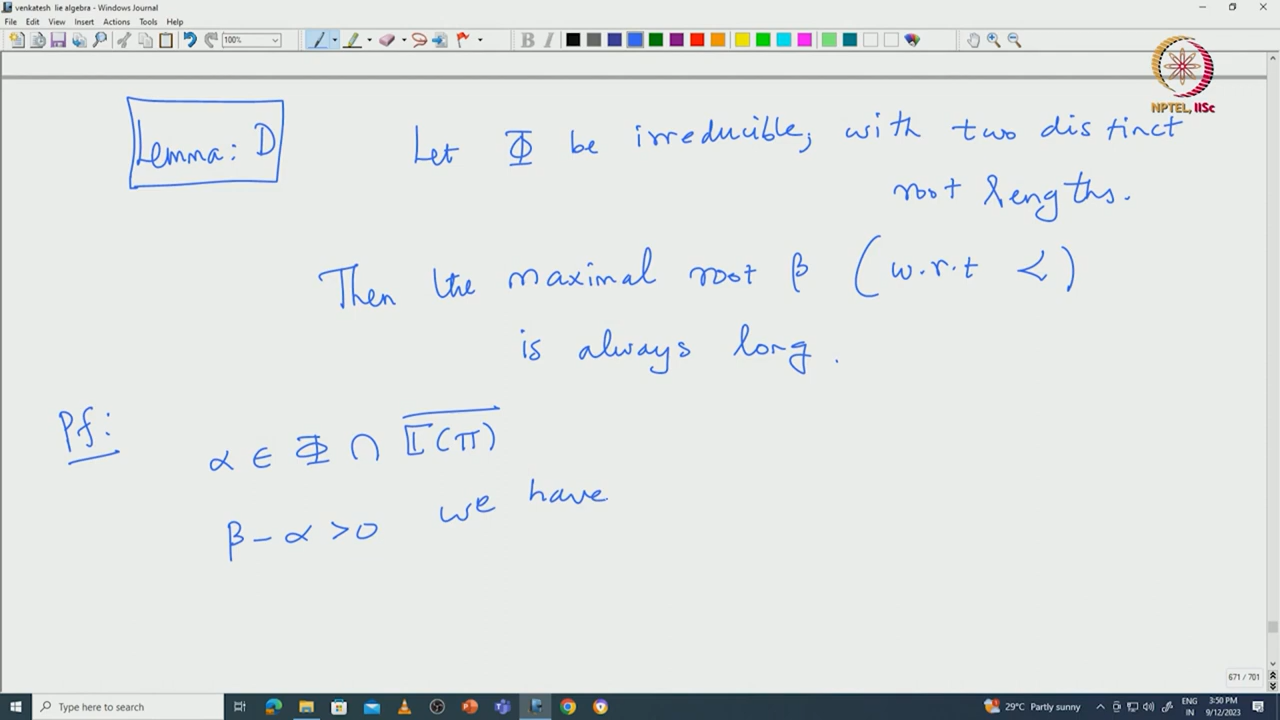 venkatesh lie algebra - Windows Journal
File Edit View Insert Actions Tools Help
100%
B I
NPTEL, IISc
Lemma: D Let Φ be irreducible, with two distinct
root lengths.
Then the maximal root β (w.r.t ≺)
is always long.
Pf:
α ∈ Φ ∩ \overline{C(π)}
β - α > 0 we have
671 / 701
Type here to search
29°C Partly sunny
ENG
IN
3:50 PM
9/12/2023